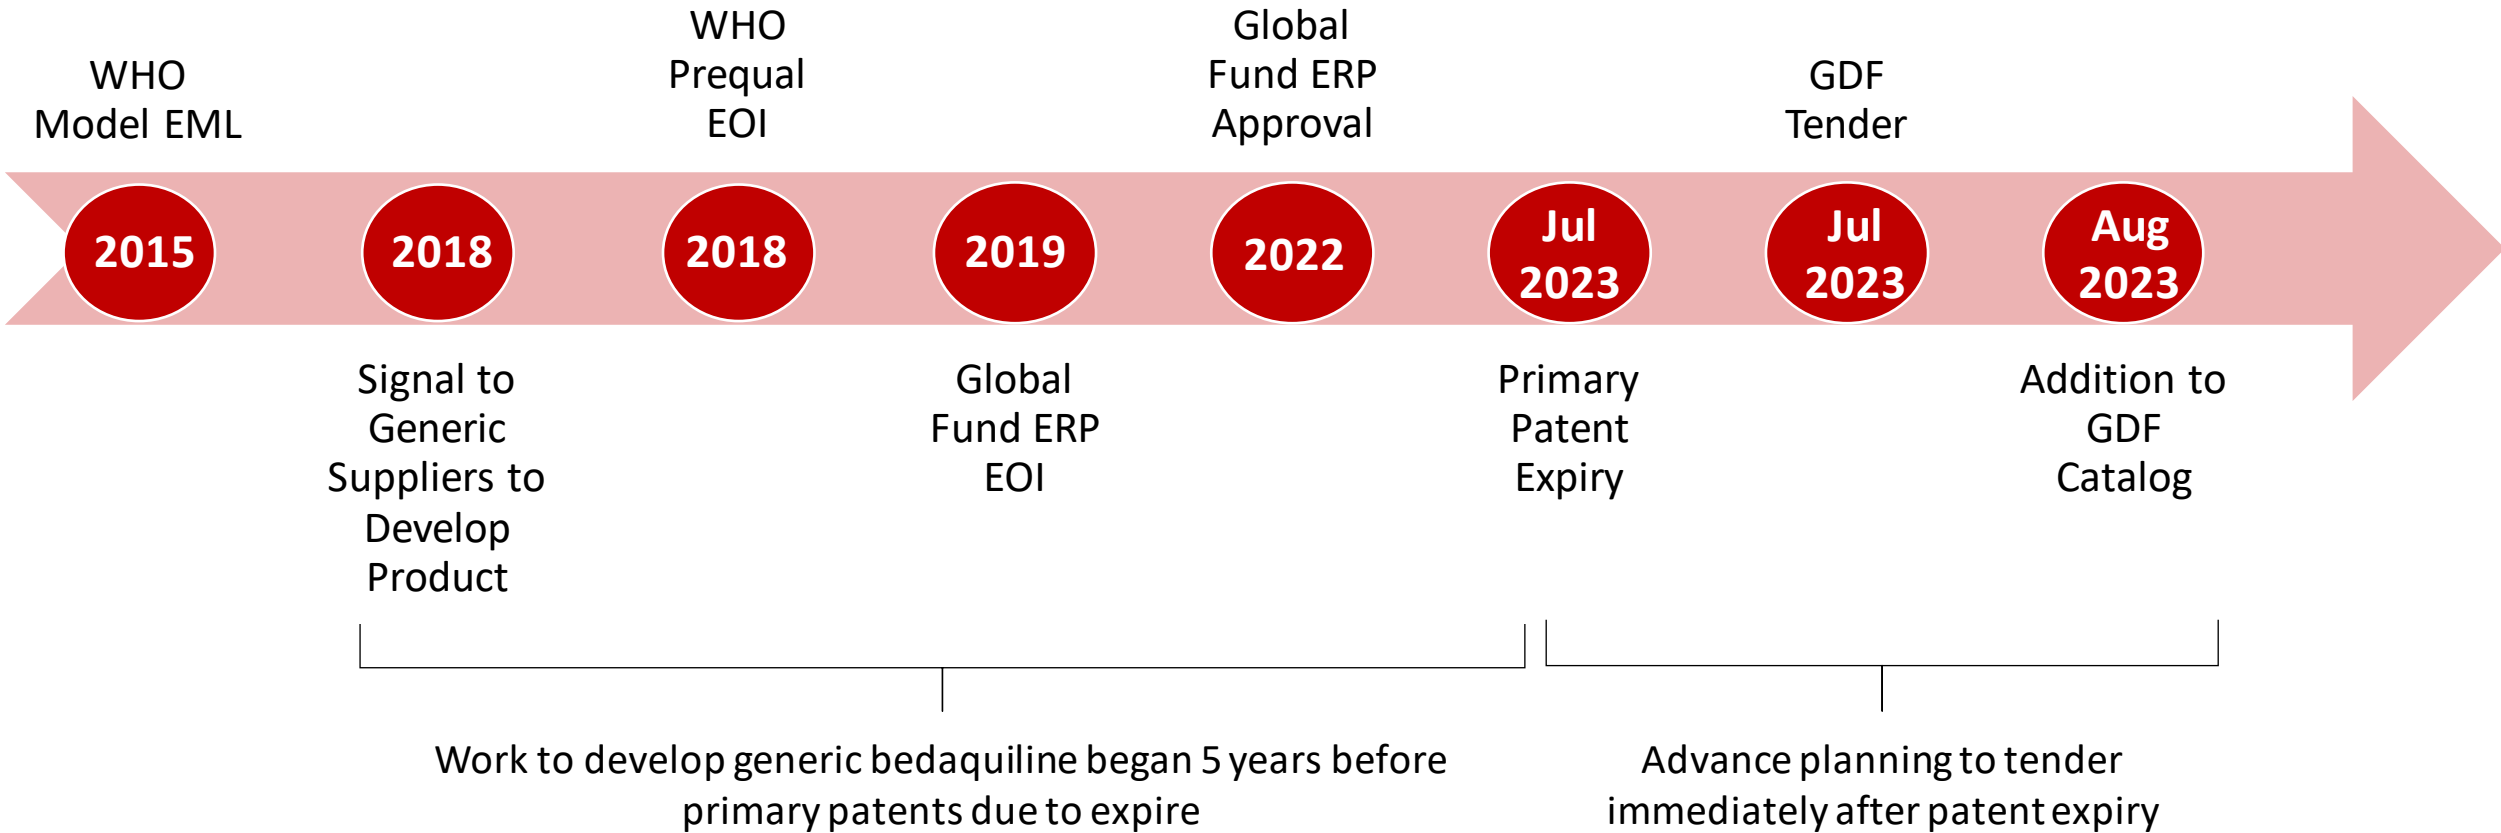 WHO
Model EML
WHO
Prequal
EOI
Global
Fund ERP
Approval
GDF
Tender
2015
2018
2018
2019
2022
Jul
2023
Jul
2023
Aug
2023
Signal to
Generic
Suppliers to
Develop
Product
Global
Fund ERP
EOI
Primary
Patent
Expiry
Addition to
GDF
Catalog
Work to develop generic bedaquiline began 5 years before
primary patents due to expire
Advance planning to tender
immediately after patent expiry